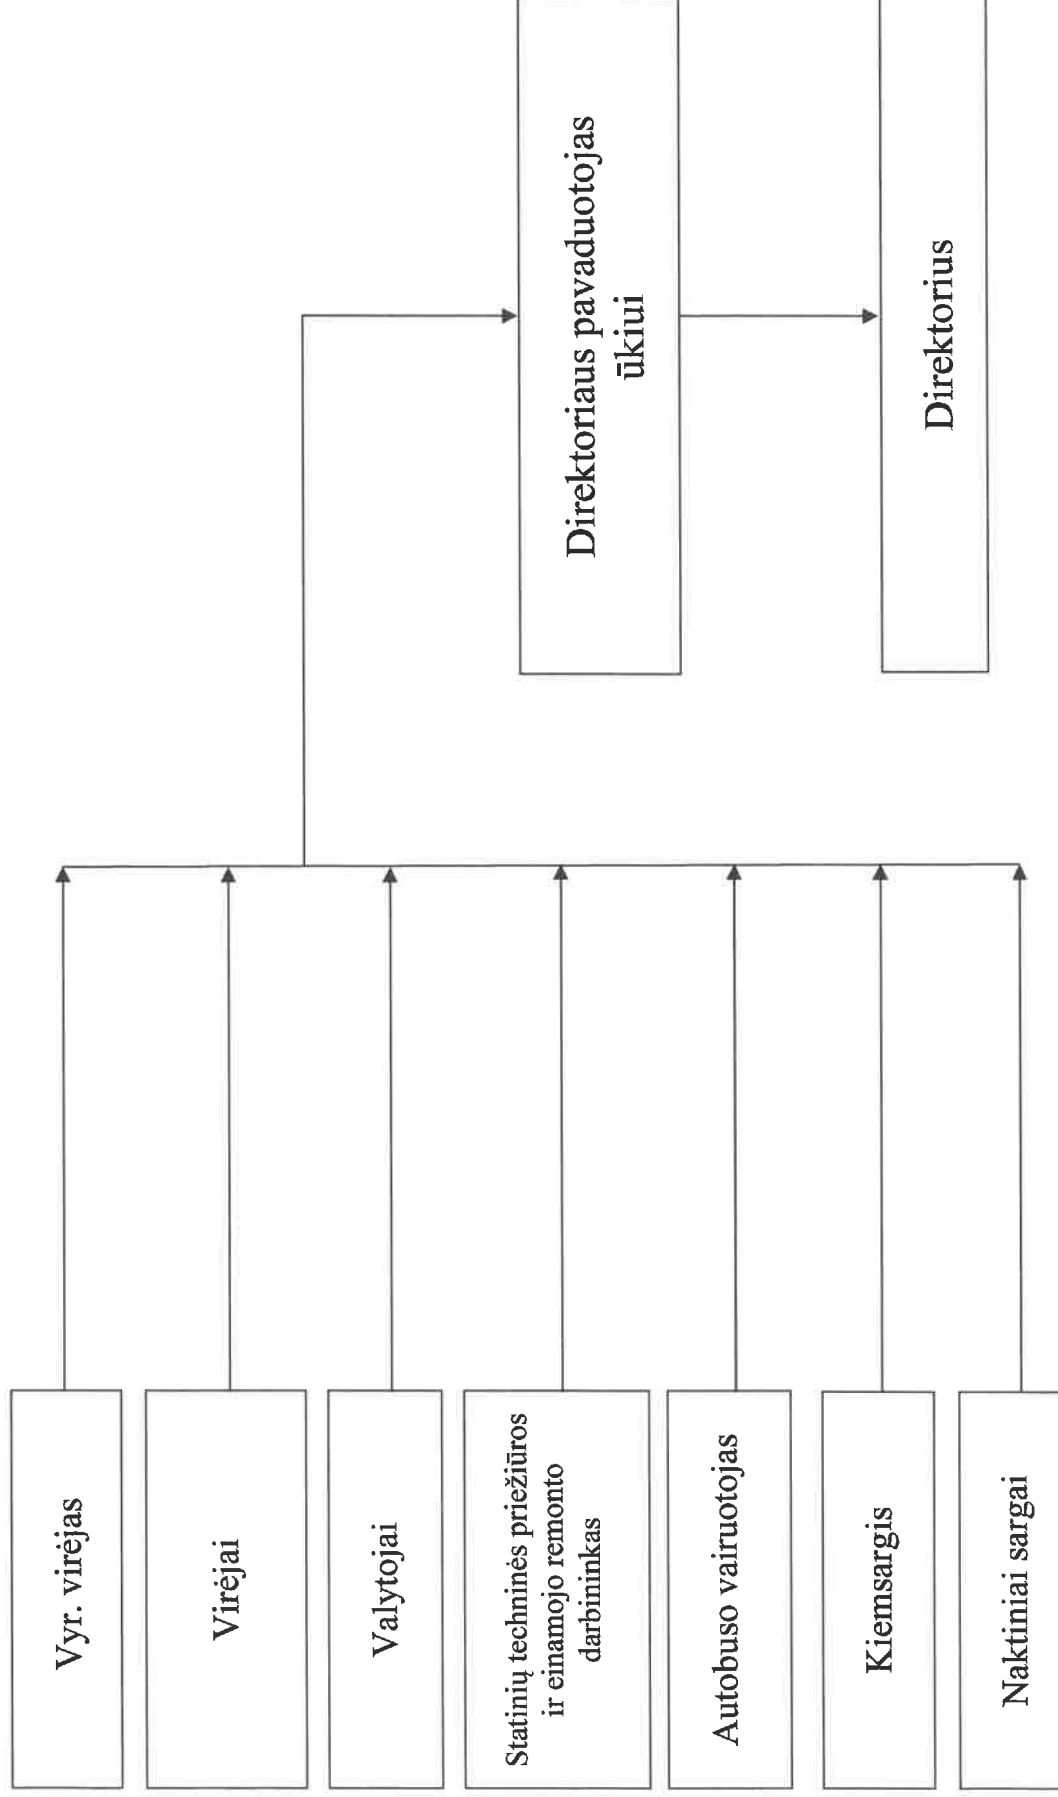 Vyr. virėjas
Virėjai
Valytojai
Statinių techninės priežiūros
ir einamojo remonto
darbininkas
Autobuso vairuotojas
Kiemsargis
Naktiniai sargai
Direktoriaus pavaduotojas
ūkiui
Direktorius